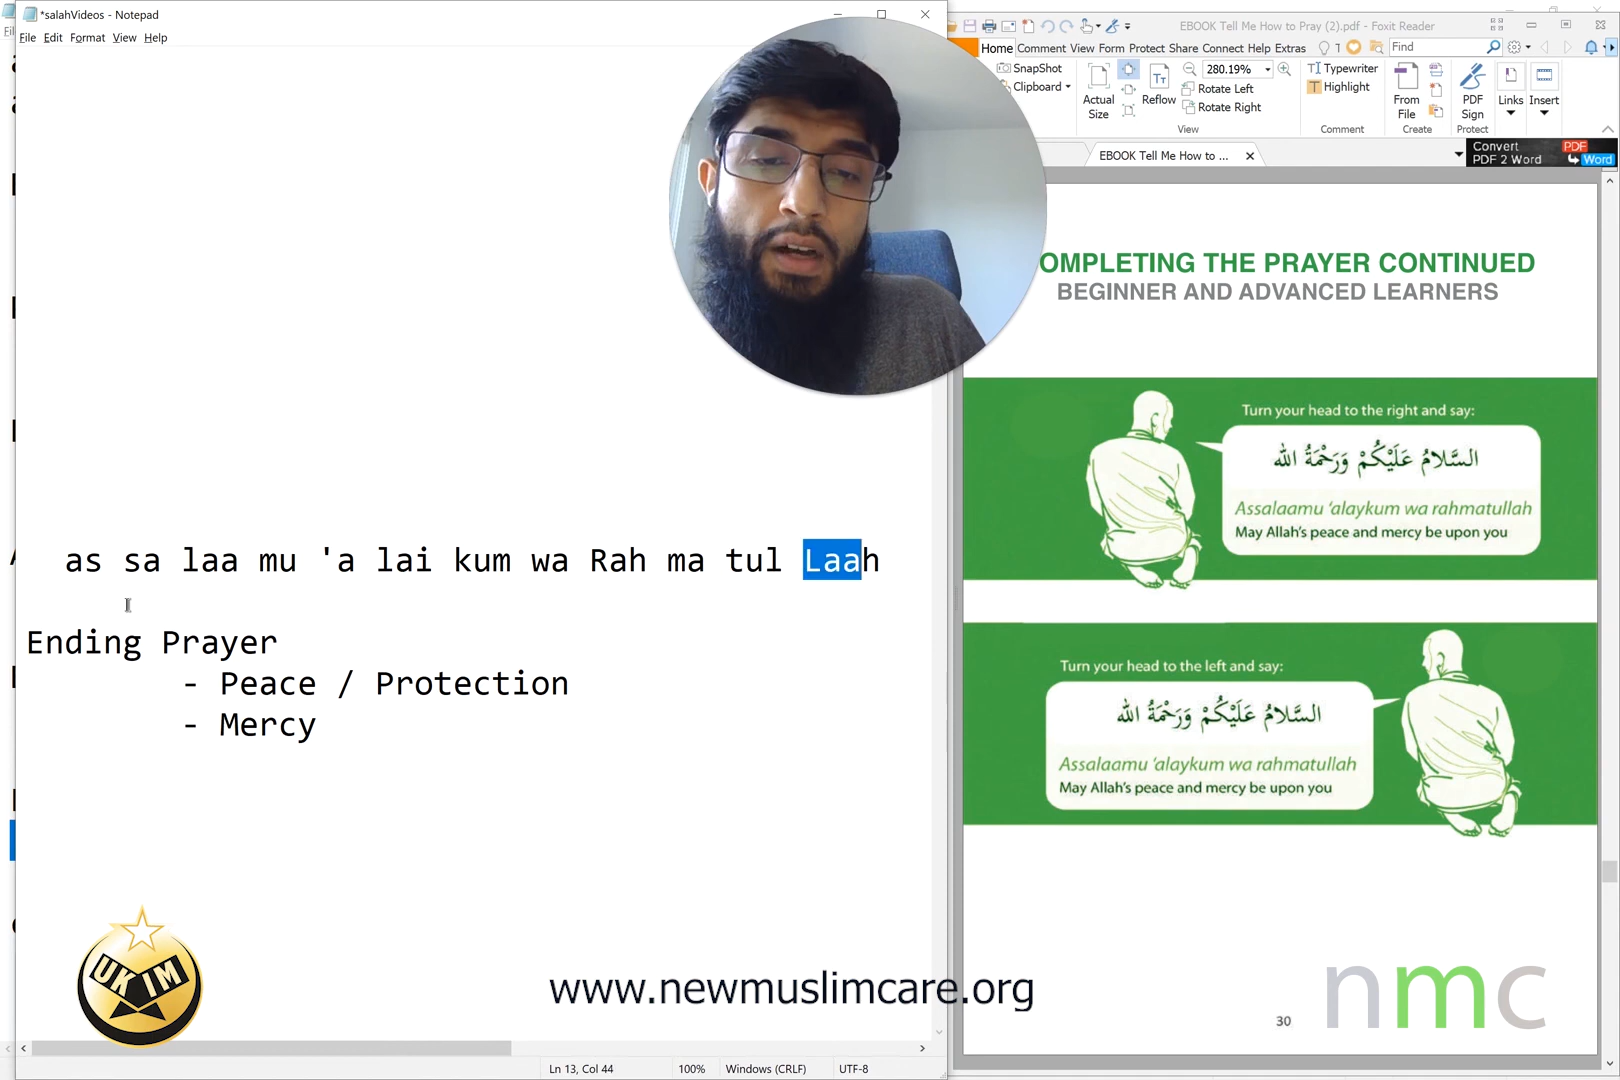 *salahVideos - Notepad
File Edit Format View Help
as sa laa mu 'a lai kum wa Rah ma tul Laah
Ending Prayer
- Peace / Protection
- Mercy
UKIM
www.newmuslimcare.org
Ln 13, Col 44 100% Windows (CRLF) UTF-8
EBOOK Tell Me How to Pray (2).pdf - Foxit Reader
Home Comment View Form Protect Share Connect Help Extras Find
SnapShot
Clipboard
Actual Size
Reflow
280.19%
Rotate Left
Rotate Right
View
Typewriter
Highlight
Comment
From File
Create
PDF Sign
Protect
Links
Insert
EBOOK Tell Me How to ...
Convert PDF
PDF 2 Word Word
OMPLETING THE PRAYER CONTINUED
BEGINNER AND ADVANCED LEARNERS
Turn your head to the right and say:
السَّلامُ عَلَيْكُمْ وَرَحْمَةُ الله
Assalaamu ‘alaykum wa rahmatullah
May Allah’s peace and mercy be upon you
Turn your head to the left and say:
السَّلامُ عَلَيْكُمْ وَرَحْمَةُ الله
Assalaamu ‘alaykum wa rahmatullah
May Allah’s peace and mercy be upon you
nmc
30